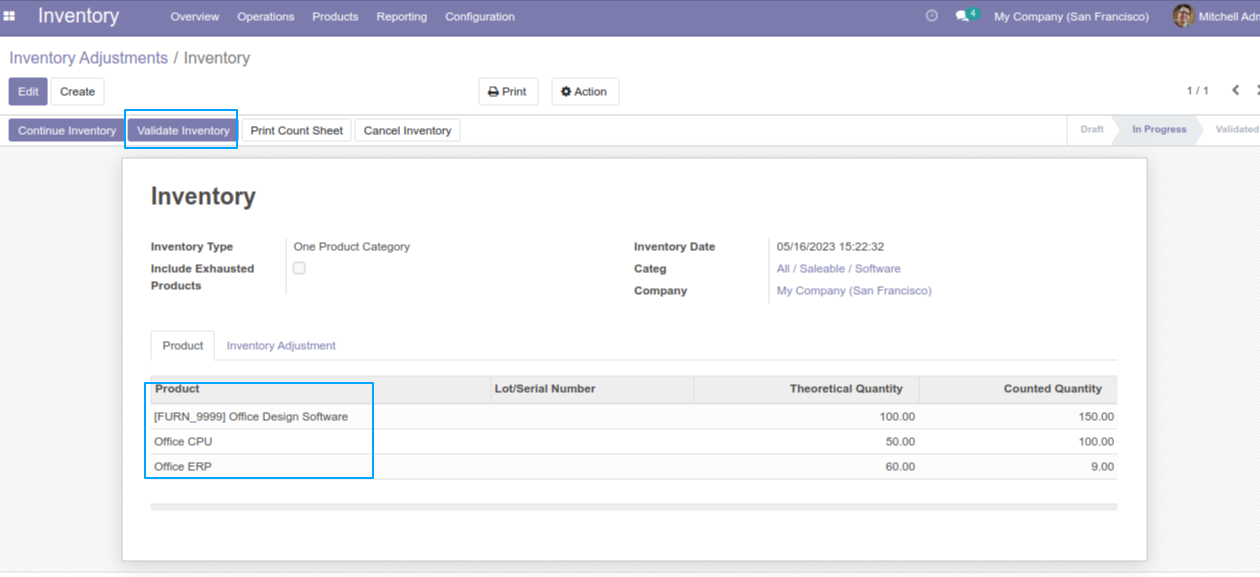 Inventory Overview Operations Products Reporting Configuration 4 My Company (San Francisco) Mitchell Adm
Inventory Adjustments / Inventory
Edit Create Print Action 1 / 1
Continue Inventory Validate Inventory Print Count Sheet Cancel Inventory Draft In Progress Validated
Inventory
Inventory Type One Product Category Inventory Date 05/16/2023 15:22:32
Include Exhausted Products Categ All / Saleable / Software
Company My Company (San Francisco)
Product Inventory Adjustment
Product Lot/Serial Number Theoretical Quantity Counted Quantity
[FURN_9999] Office Design Software 100.00 150.00
Office CPU 50.00 100.00
Office ERP 60.00 9.00